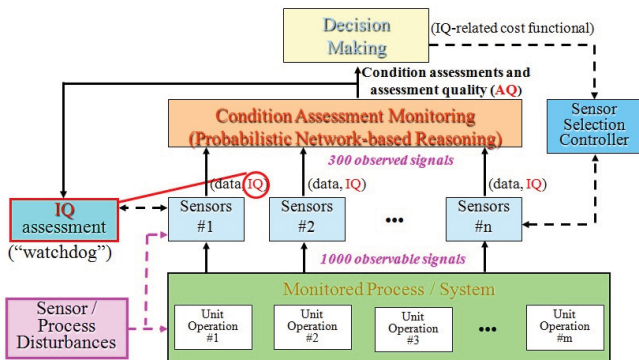 Decision
Making
(IQ-related cost functional)
Condition assessments and
assessment quality (AQ)
Condition Assessment Monitoring
(Probabilistic Network-based Reasoning)
Sensor
Selection
Controller
300 observed signals
(data, IQ)
(data, IQ)
(data, IQ)
IQ
assessment
("watchdog")
Sensors
#1
Sensors
#2
•••
Sensors
#n
1000 observable signals
Monitored Process / System
Sensor /
Process
Disturbances
Unit
Operation
#1
Unit
Operation
#2
Unit
Operation
#3
•••
Unit
Operation
#m